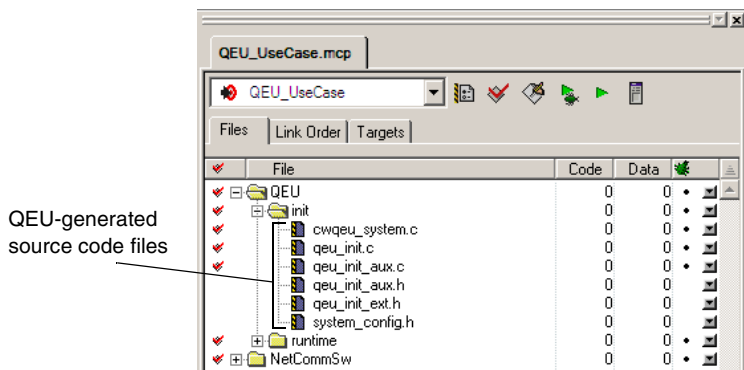 QEU_UseCase.mcp
QEU_UseCase
Files Link Order Targets
File Code Data
QEU 0 0
init 0 0
cwqeu_system.c 0 0
qeu_init.c 0 0
qeu_init_aux.c 0 0
qeu_init_aux.h 0 0
qeu_init_ext.h 0 0
system_config.h 0 0
runtime 0 0
NetCommSw 0 0
QEU-generated
source code files